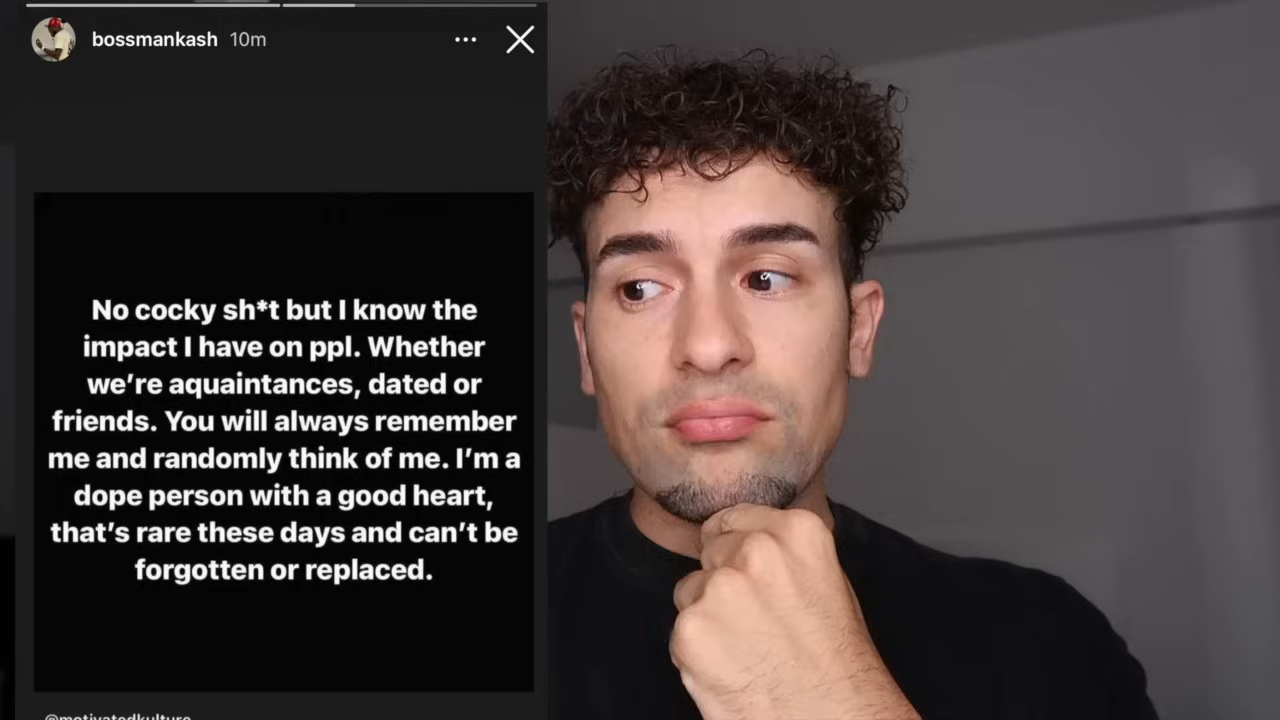 bossmankash 10m
No cocky sh*t but I know the
impact I have on ppl. Whether
we're aquaintances, dated or
friends. You will always remember
me and randomly think of me. I'm a
dope person with a good heart,
that's rare these days and can't be
forgotten or replaced.
@motivatedkulture